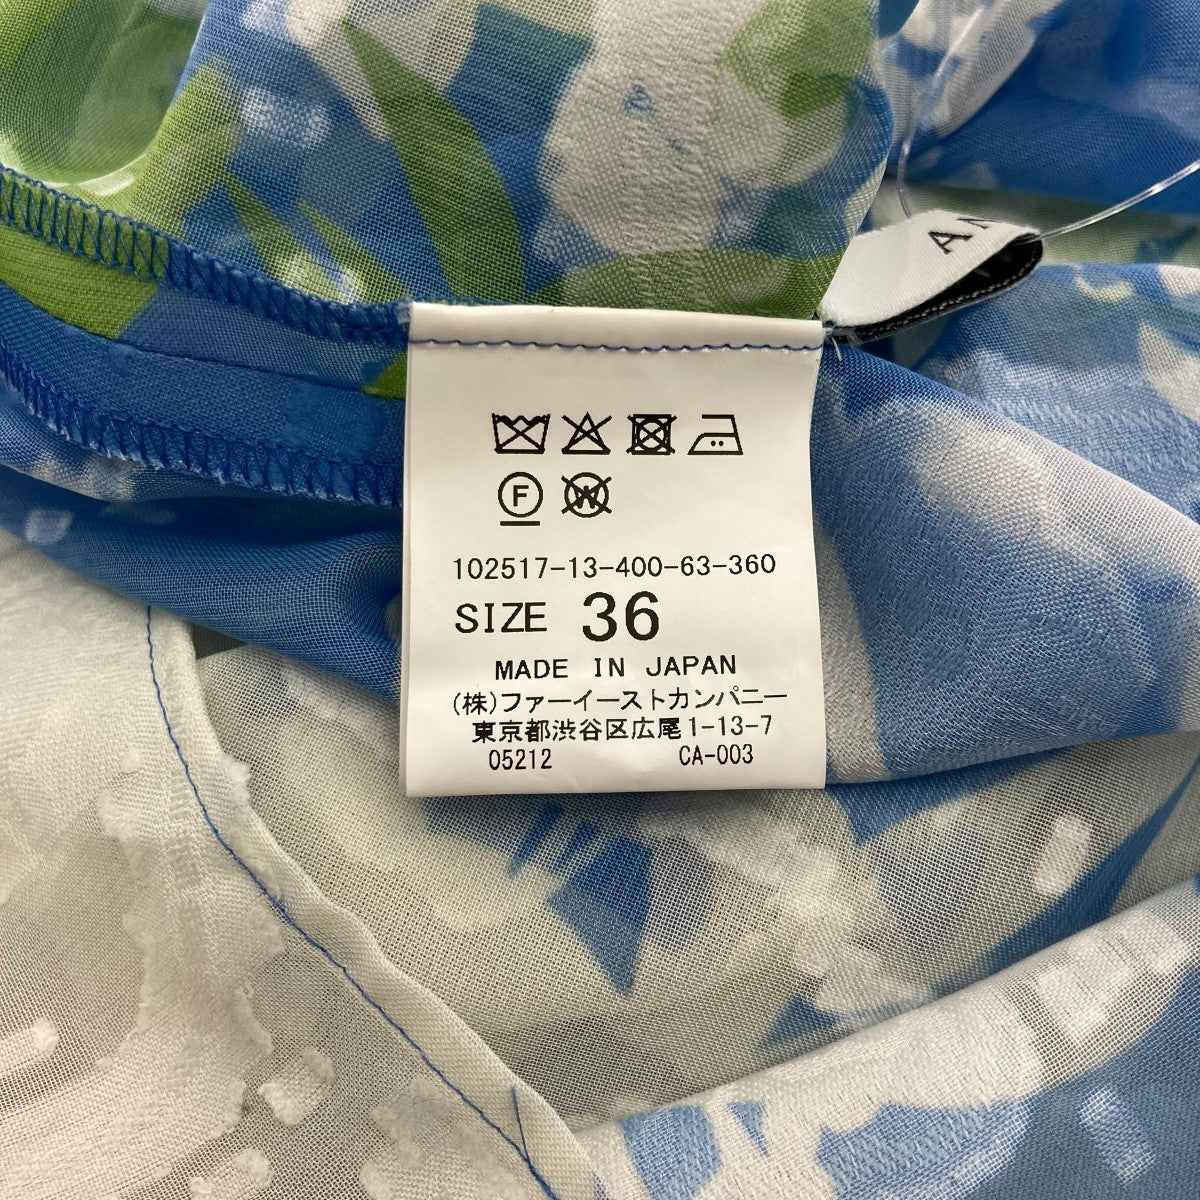 F
W
102517-13-400-63-360
SIZE 36
MADE IN JAPAN
(株)ファーイーストカンパニー
東京都渋谷区広尾1-13-7
05212 CA-003